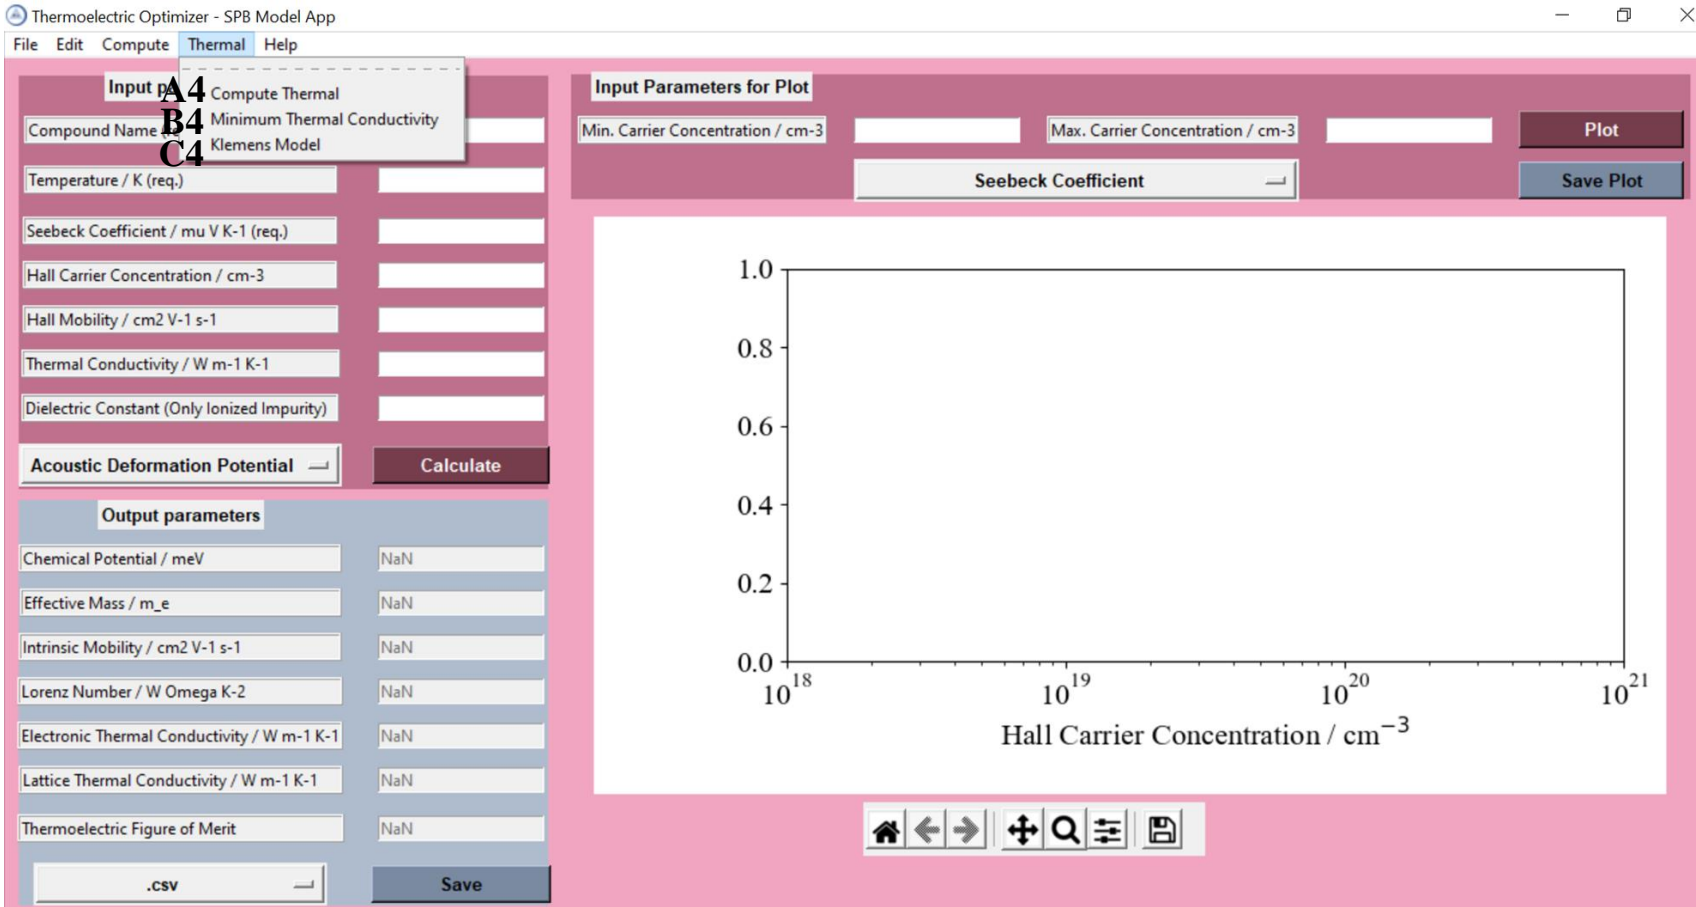 Thermoelectric Optimizer - SPB Model App
File Edit Compute Thermal Help
A4 Compute Thermal
B4 Minimum Thermal Conductivity
C4 Klemens Model
Input
Compound Name
Temperature / K (req.)
Seebeck Coefficient / mu V K-1 (req.)
Hall Carrier Concentration / cm-3
Hall Mobility / cm2 V-1 s-1
Thermal Conductivity / W m-1 K-1
Dielectric Constant (Only Ionized Impurity)
Acoustic Deformation Potential
Calculate
Output parameters
Chemical Potential / meV NaN
Effective Mass / m_e NaN
Intrinsic Mobility / cm2 V-1 s-1 NaN
Lorenz Number / W Omega K-2 NaN
Electronic Thermal Conductivity / W m-1 K-1 NaN
Lattice Thermal Conductivity / W m-1 K-1 NaN
Thermoelectric Figure of Merit NaN
.csv
Save
Input Parameters for Plot
Min. Carrier Concentration / cm-3
Max. Carrier Concentration / cm-3
Plot
Seebeck Coefficient
Save Plot
1.0
0.8
0.6
0.4
0.2
0.0
10^18 10^19 10^20 10^21
Hall Carrier Concentration / cm^−3